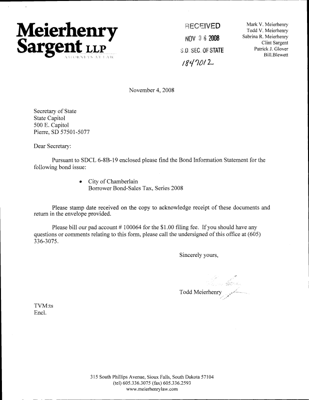 Meierhenry
Sargent LLP
ATTORNEYS AT LAW
RECEIVED
NOV 06 2008
S.D. SEC. OF STATE
1847012
Mark V. Meierhenry
Todd V. Meierhenry
Sabrina R. Meierhenry
Clint Sargent
Patrick J. Glover
Bill Blewett
November 4, 2008
Secretary of State
State Capitol
500 E. Capitol
Pierre, SD 57501-5077
Dear Secretary:
Pursuant to SDCL 6-8B-19 enclosed please find the Bond Information Statement for the
following bond issue:
• City of Chamberlain
Borrower Bond-Sales Tax, Series 2008
Please stamp date received on the copy to acknowledge receipt of these documents and
return in the envelope provided.
Please bill our pad account # 100064 for the $1.00 filing fee. If you should have any
questions or comments relating to this form, please call the undersigned of this office at (605)
336-3075.
Sincerely yours,
Todd Meierhenry
TVM:ts
Encl.
315 South Phillips Avenue, Sioux Falls, South Dakota 57104
(tel) 605.336.3075 (fax) 605.336.2593
www.meierhenrylaw.com